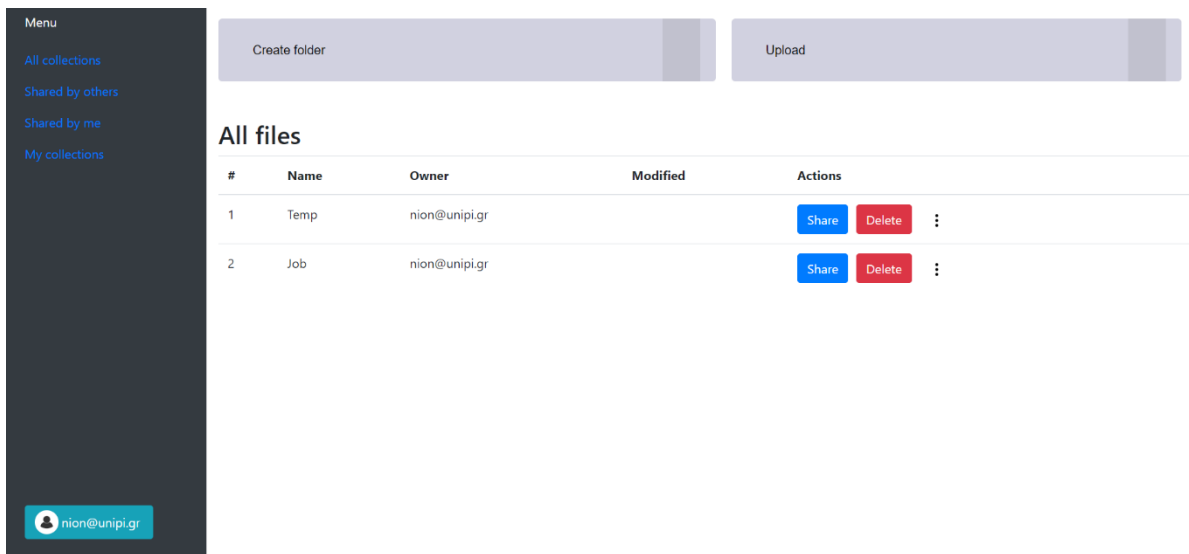 Menu
All collections
Shared by others
Shared by me
My collections
nion@unipi.gr
Create folder
Upload
All files
# Name Owner Modified Actions
1 Temp nion@unipi.gr Share Delete
2 Job nion@unipi.gr Share Delete